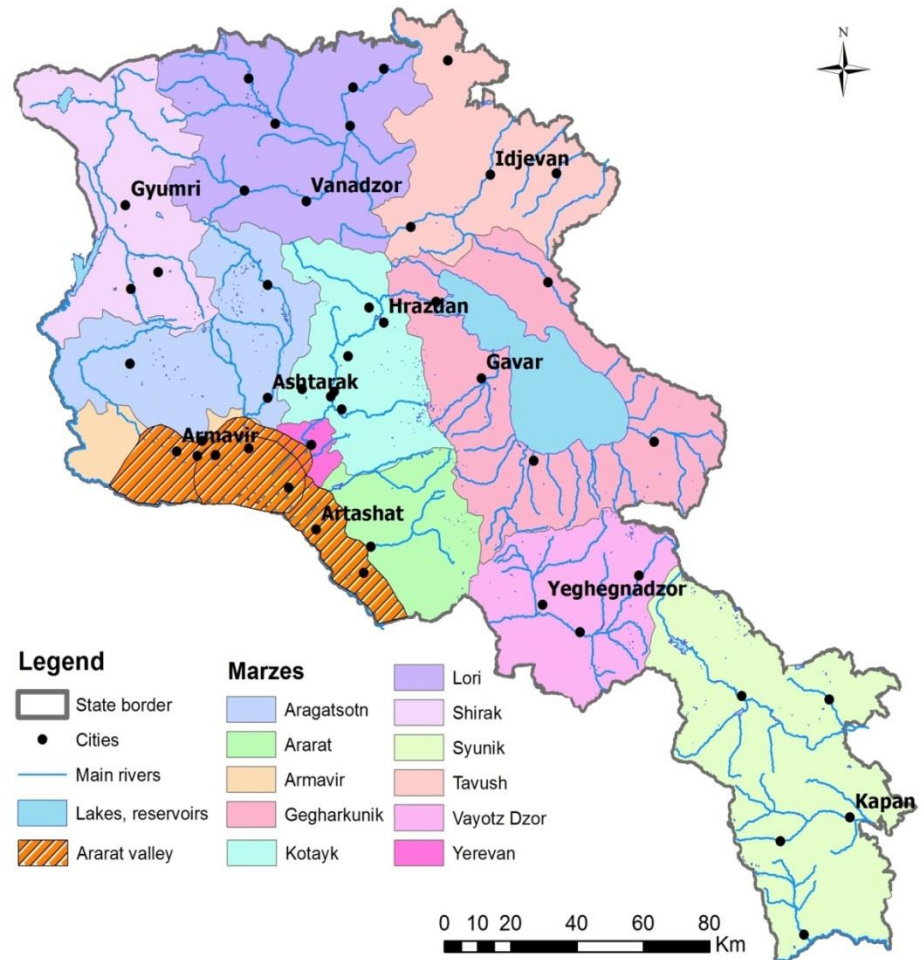 N
Idjevan
Gyumri
Vanadzor
Hrazdan
Gavar
Ashtarak
Armavir
Artashat
Yeghegnadzor
Kapan
Legend
State border
Cities
Main rivers
Lakes, reservoirs
Ararat valley
Marzes
Aragatsotn
Ararat
Armavir
Gegharkunik
Kotayk
Lori
Shirak
Syunik
Tavush
Vayotz Dzor
Yerevan
0 10 20 40 60 80
Km